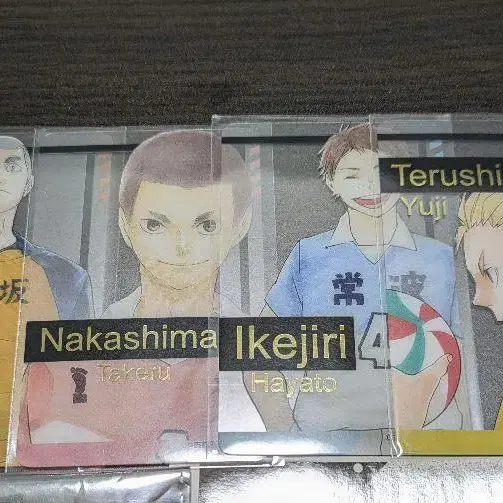 坂
Nakashima
Takeru
Ikejiri
Hayato
常波
4
Terushi
Yuji